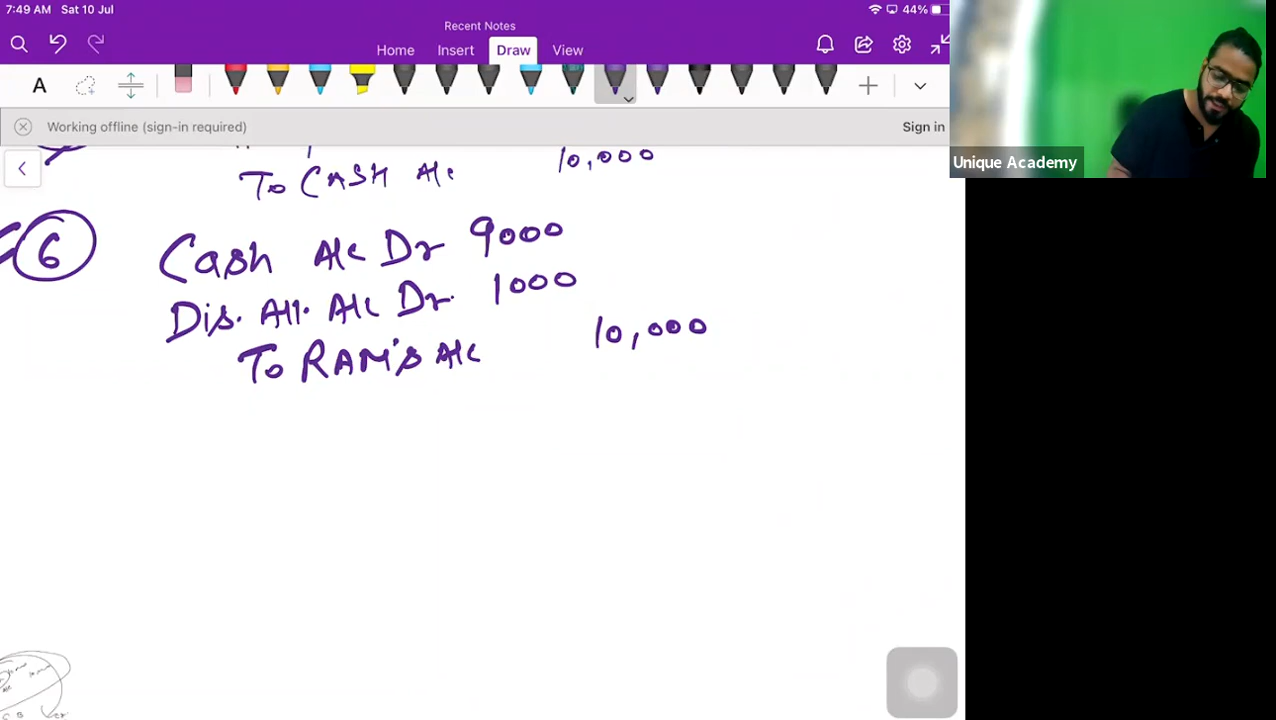 7:49 AM Sat 10 Jul
44%
Recent Notes
Home Insert Draw View
A
Working offline (sign-in required)
Sign in
Unique Academy
To CASH A/c 10,000
6 Cash A/c Dr 9000
Dis. All. A/c Dr. 1000
To RAM's A/c 10,000